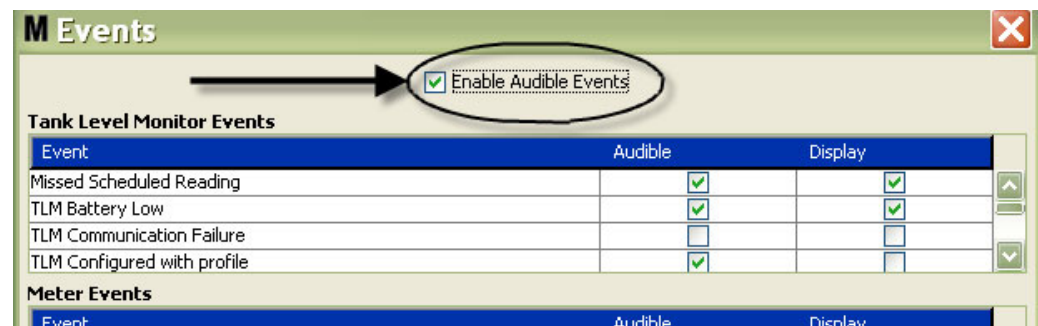 M Events
Enable Audible Events
Tank Level Monitor Events
Event Audible Display
Missed Scheduled Reading
TLM Battery Low
TLM Communication Failure
TLM Configured with profile
Meter Events
Event Audible Display